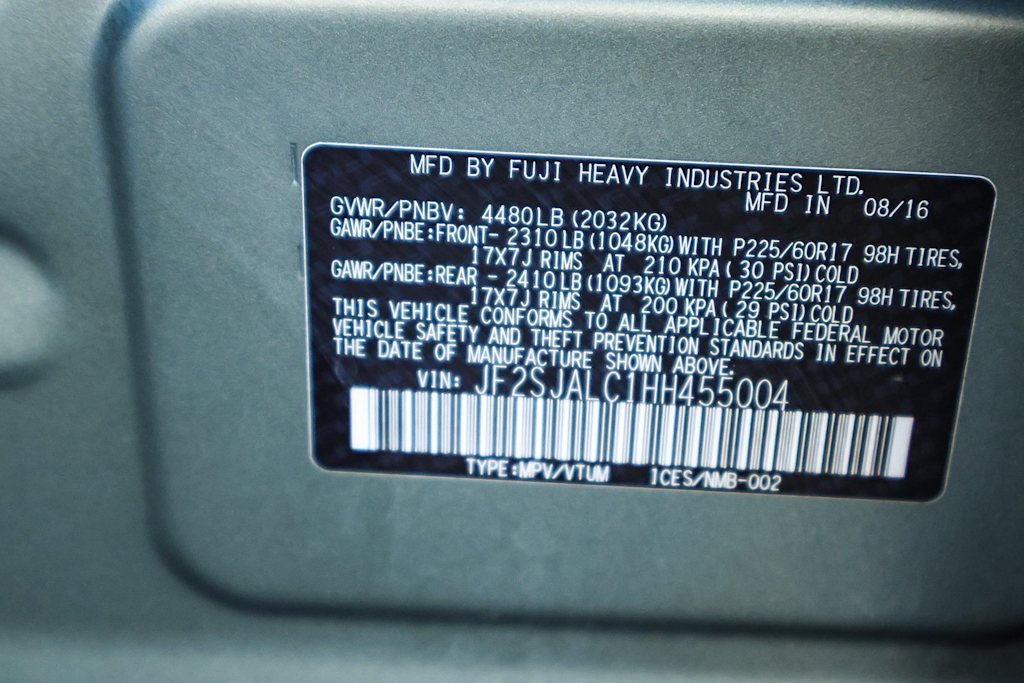 MFD BY FUJI HEAVY INDUSTRIES LTD.
MFD IN 08/16
GVWR/PNBV: 4480LB (2032KG)
GAWR/PNBE:FRONT- 2310LB (1048KG) WITH P225/60R17 98H TIRES,
17X7J RIMS AT 210 KPA ( 30 PSI) COLD
GAWR/PNBE:REAR - 2410LB (1093KG) WITH P225/60R17 98H TIRES,
17X7J RIMS AT 200 KPA ( 29 PSI) COLD
THIS VEHICLE CONFORMS TO ALL APPLICABLE FEDERAL MOTOR
VEHICLE SAFETY AND THEFT PREVENTION STANDARDS IN EFFECT ON
THE DATE OF MANUFACTURE SHOWN ABOVE.
VIN: JF2SJALC1HH455004
TYPE:MPV/VTUM ICES/NMB-002